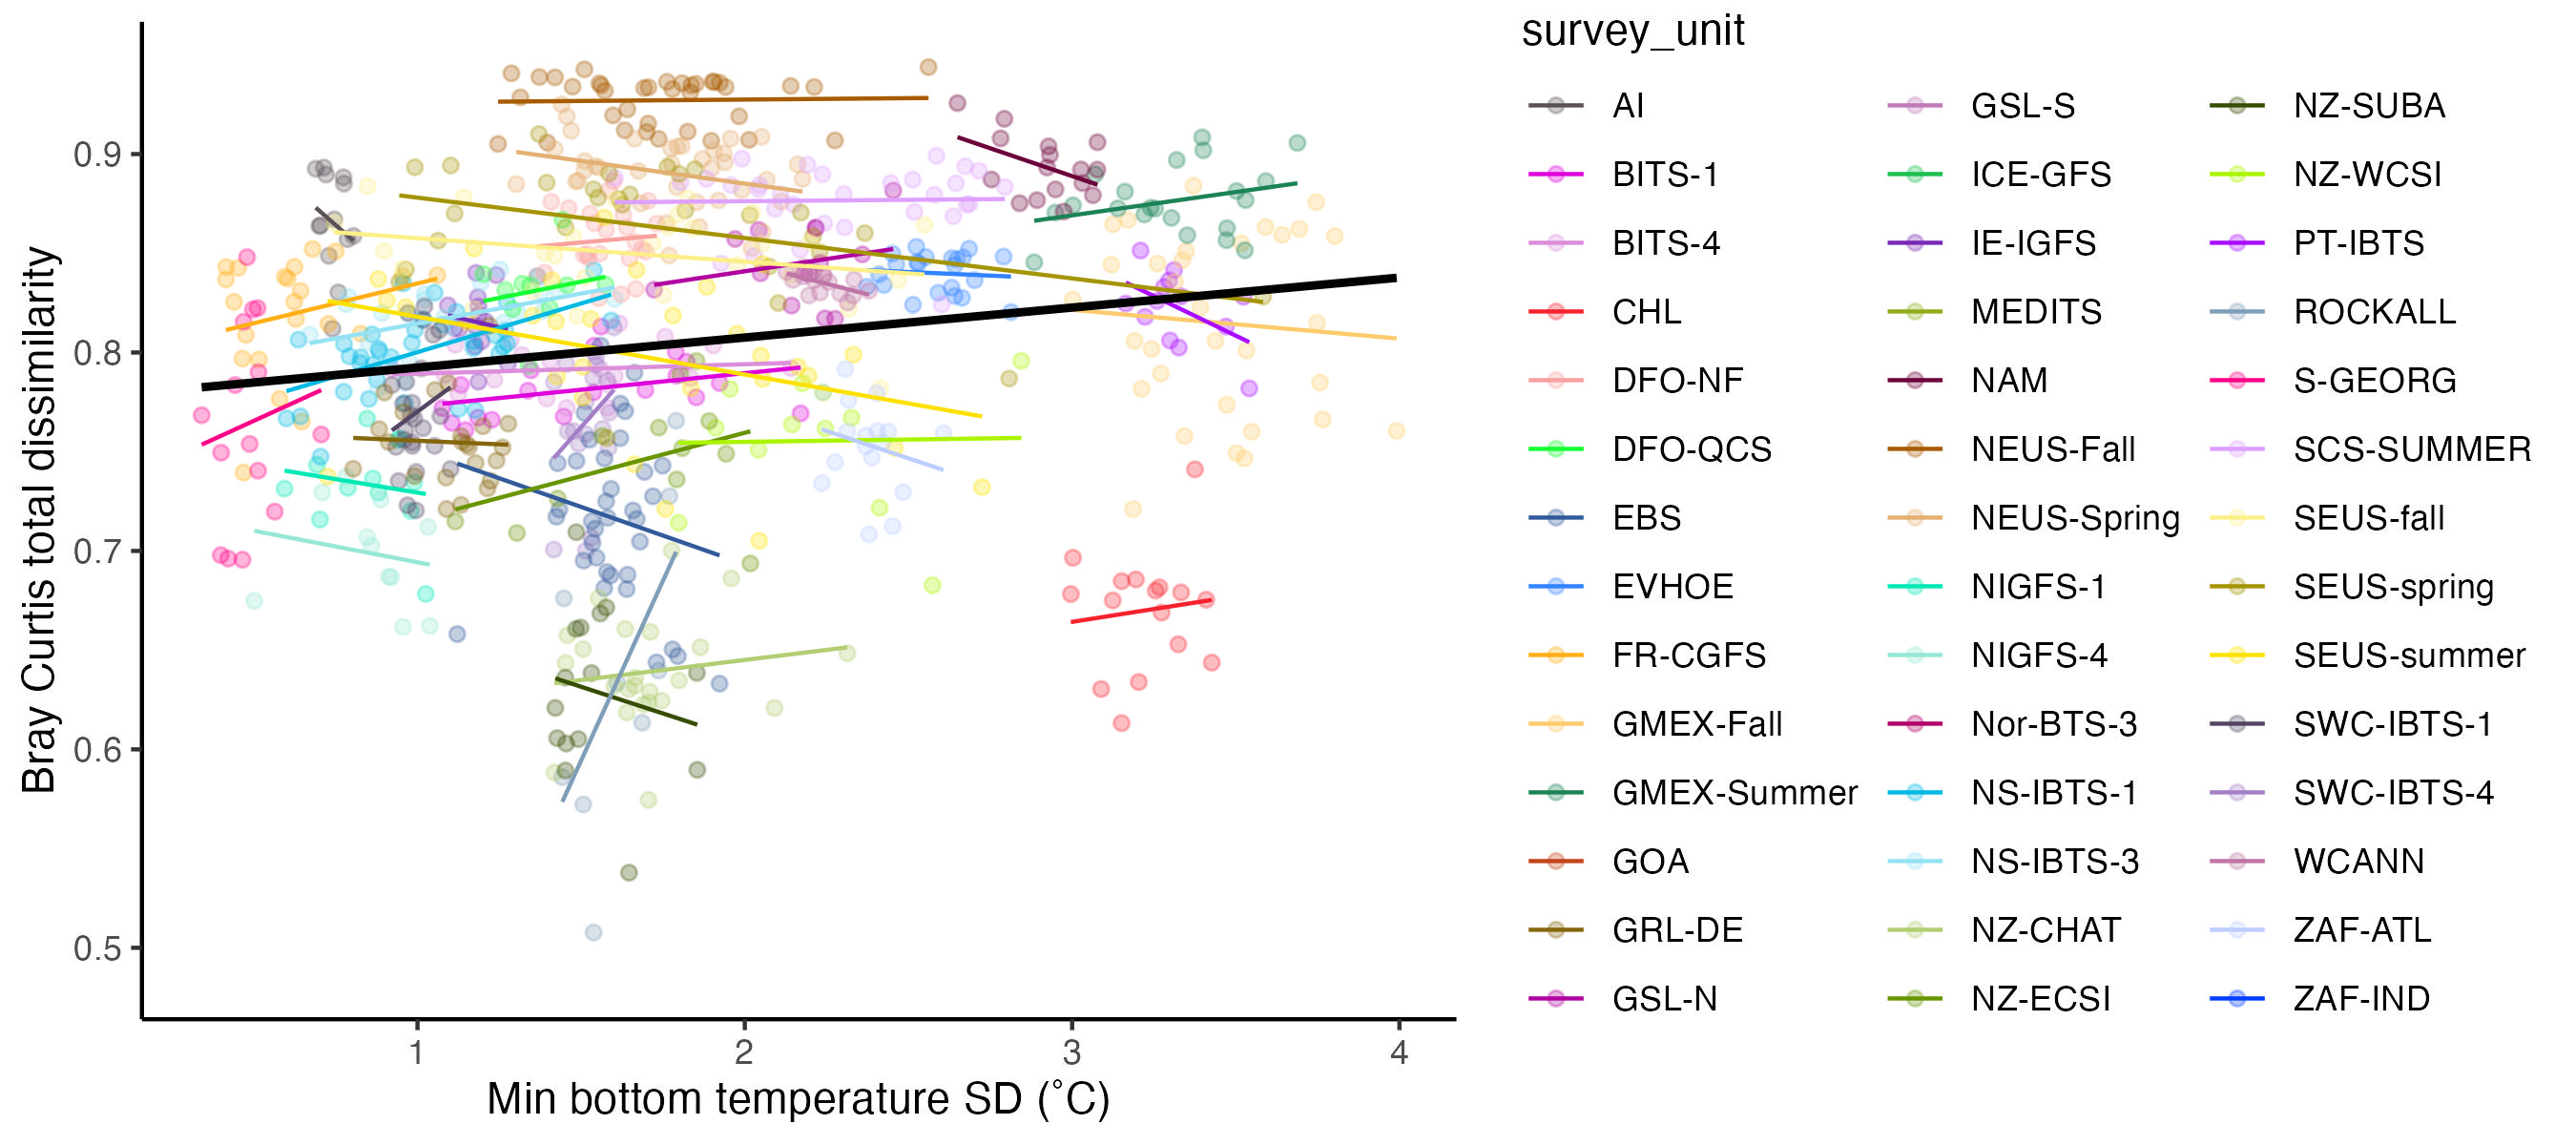 survey_unit
AI
BITS-1
BITS-4
CHL
DFO-NF
DFO-QCS
EBS
EVHOE
FR-CGFS
GMEX-Fall
GMEX-Summer
GOA
GRL-DE
GSL-N
GSL-S
ICE-GFS
IE-IGFS
MEDITS
NAM
NEUS-Fall
NEUS-Spring
NIGFS-1
NIGFS-4
Nor-BTS-3
NS-IBTS-1
NS-IBTS-3
NZ-CHAT
NZ-ECSI
NZ-SUBA
NZ-WCSI
PT-IBTS
ROCKALL
S-GEORG
SCS-SUMMER
SEUS-fall
SEUS-spring
SEUS-summer
SWC-IBTS-1
SWC-IBTS-4
WCANN
ZAF-ATL
ZAF-IND
Bray Curtis total dissimilarity
0.9
0.8
0.7
0.6
0.5
1 2 3 4
Min bottom temperature SD (˚C)